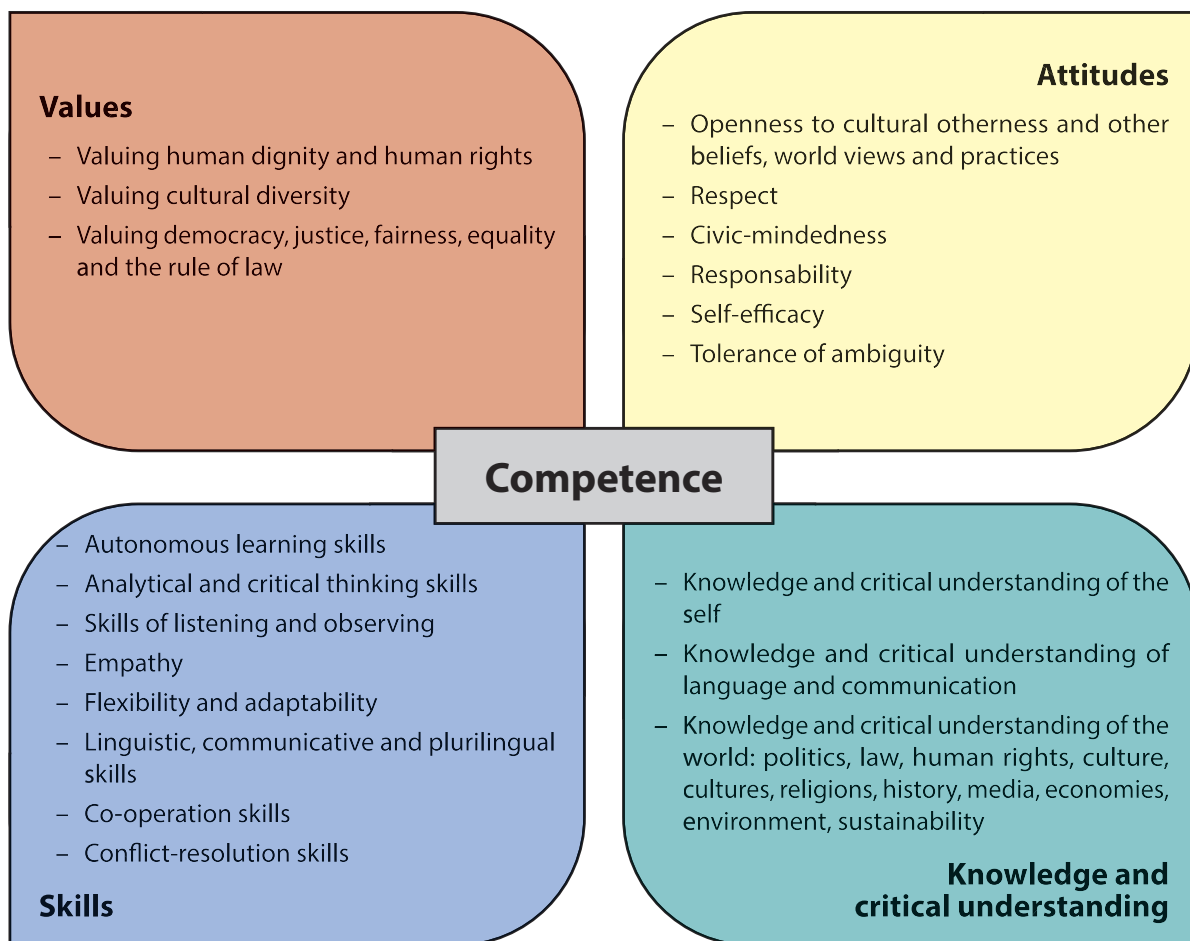 Values
– Valuing human dignity and human rights
– Valuing cultural diversity
– Valuing democracy, justice, fairness, equality
and the rule of law
Attitudes
– Openness to cultural otherness and other
beliefs, world views and practices
– Respect
– Civic-mindedness
– Responsability
– Self-efficacy
– Tolerance of ambiguity
Competence
– Autonomous learning skills
– Analytical and critical thinking skills
– Skills of listening and observing
– Empathy
– Flexibility and adaptability
– Linguistic, communicative and plurilingual
skills
– Co-operation skills
– Conflict-resolution skills
Skills
– Knowledge and critical understanding of the
self
– Knowledge and critical understanding of
language and communication
– Knowledge and critical understanding of the
world: politics, law, human rights, culture,
cultures, religions, history, media, economies,
environment, sustainability
Knowledge and
critical understanding